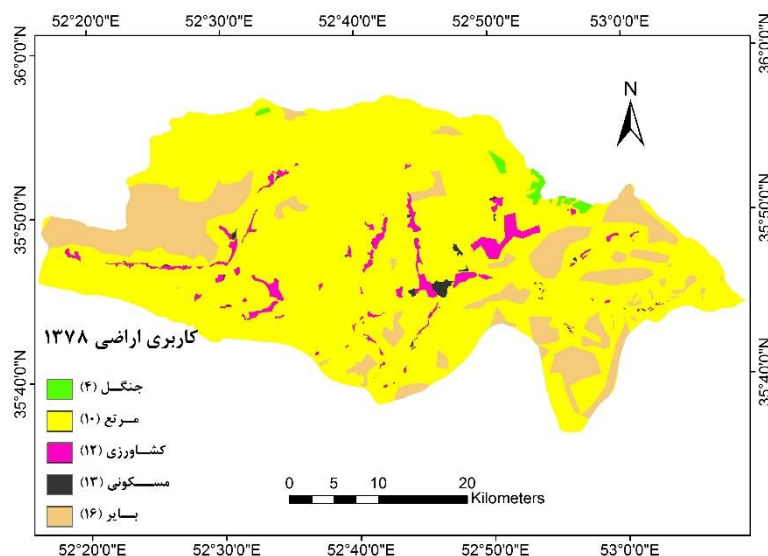 52°20'0"E 52°30'0"E 52°40'0"E 52°50'0"E 53°0'0"E
36°0'0"N 36°0'0"N
N
35°50'0"N 35°50'0"N
35°40'0"N 35°40'0"N
کاربری اراضی ۱۳۷۸
جنگل (۴)
مرتع (۱۰)
کشاورزی (۱۲)
مسکونی (۱۳)
بایر (۱۶)
0 5 10 20
Kilometers
52°20'0"E 52°30'0"E 52°40'0"E 52°50'0"E 53°0'0"E